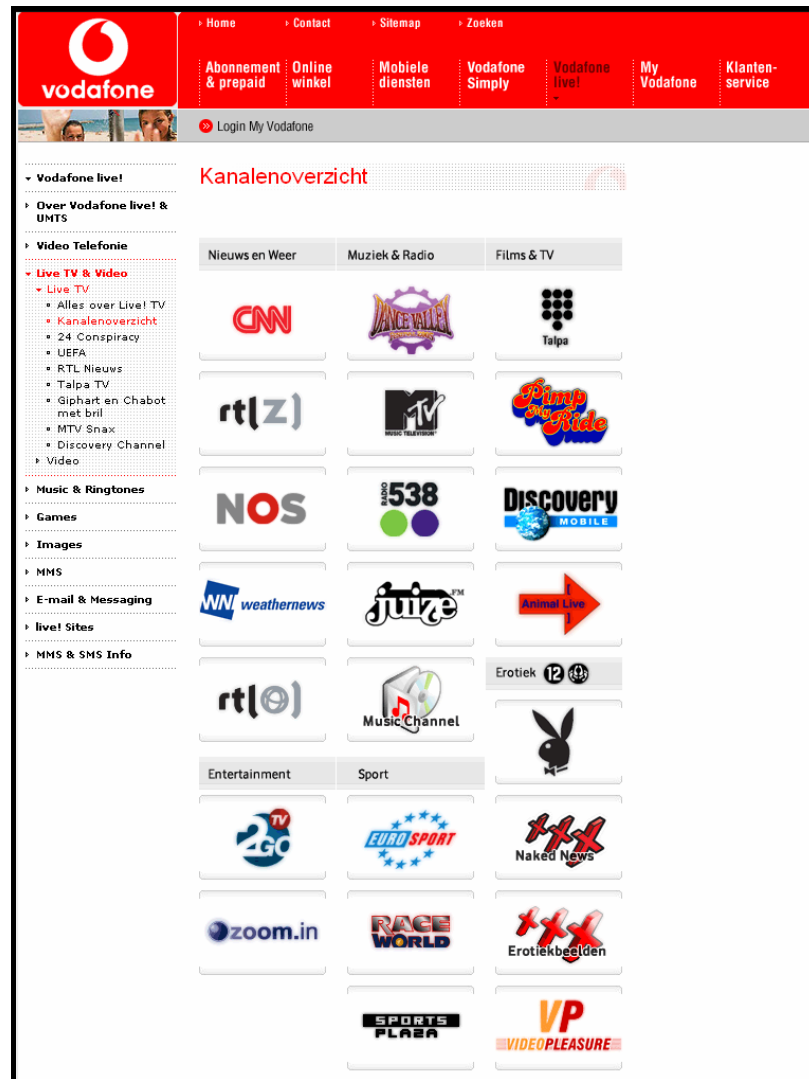 Home
Contact
Sitemap
Zoeken
vodafone
Abonnement
& prepaid
Online
winkel
Mobiele
diensten
Vodafone
Simply
Vodafone
live!
My
Vodafone
Klanten-
service
Login My Vodafone
Vodafone live!
Over Vodafone live! &
UMTS
Video Telefonie
Live TV & Video
Live TV
Alles over Live! TV
Kanalenoverzicht
24 Conspiracy
UEFA
RTL Nieuws
Talpa TV
Giphart en Chabot
met bril
MTV Snax
Discovery Channel
Video
Music & Ringtones
Games
Images
MMS
E-mail & Messaging
live! Sites
MMS & SMS Info
Kanalenoverzicht
Nieuws en Weer
CNN
rtl z
NOS
WNI weathernews
rtl
Muziek & Radio
DANCE VALLEY
MTV
MUSIC TELEVISION
RADIO 538
juize.FM
Music Channel
Films & TV
Talpa
Pimp
My
Ride
Discovery
MOBILE
[
Animal Live
]
Erotiek 12
Naked News
XXX
Erotiekbeelden
XXX
VP
VIDEOPLEASURE
Entertainment
TV
2GO
zoom.in
Sport
EUROSPORT
RACE
WORLD
SPORTS
PLAZA